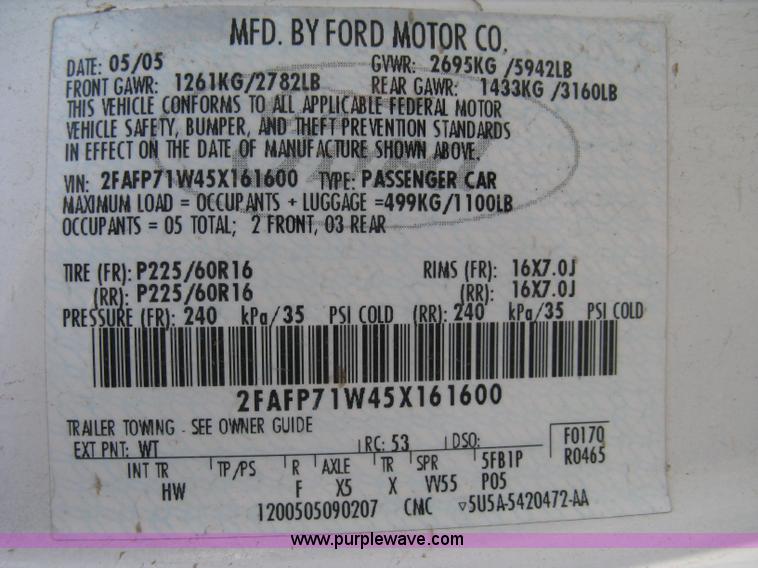 MFD. BY FORD MOTOR CO.
DATE: 05/05 GVWR: 2695KG /5942LB
FRONT GAWR: 1261KG/2782LB REAR GAWR: 1433KG /3160LB
THIS VEHICLE CONFORMS TO ALL APPLICABLE FEDERAL MOTOR
VEHICLE SAFETY, BUMPER, AND THEFT PREVENTION STANDARDS
IN EFFECT ON THE DATE OF MANUFACTURE SHOWN ABOVE.
VIN: 2FAFP71W45X161600 TYPE: PASSENGER CAR
MAXIMUM LOAD = OCCUPANTS + LUGGAGE =499KG/1100LB
OCCUPANTS = 05 TOTAL; 2 FRONT, 03 REAR
TIRE (FR): P225/60R16 RIMS (FR): 16X7.0J
(RR): P225/60R16 (RR): 16X7.0J
PRESSURE (FR): 240 kPa/35 PSI COLD (RR): 240 kPa/35 PSI COLD
2FAFP71W45X161600
TRAILER TOWING - SEE OWNER GUIDE
EXT PNT: WT RC: 53 DSO: F0170
R0465
INT TR TP/PS R AXLE TR SPR 5FB1P
HW F X5 X VV55 P05
1200505090207 CMC ▿5U5A-5420472-AA
www.purplewave.com